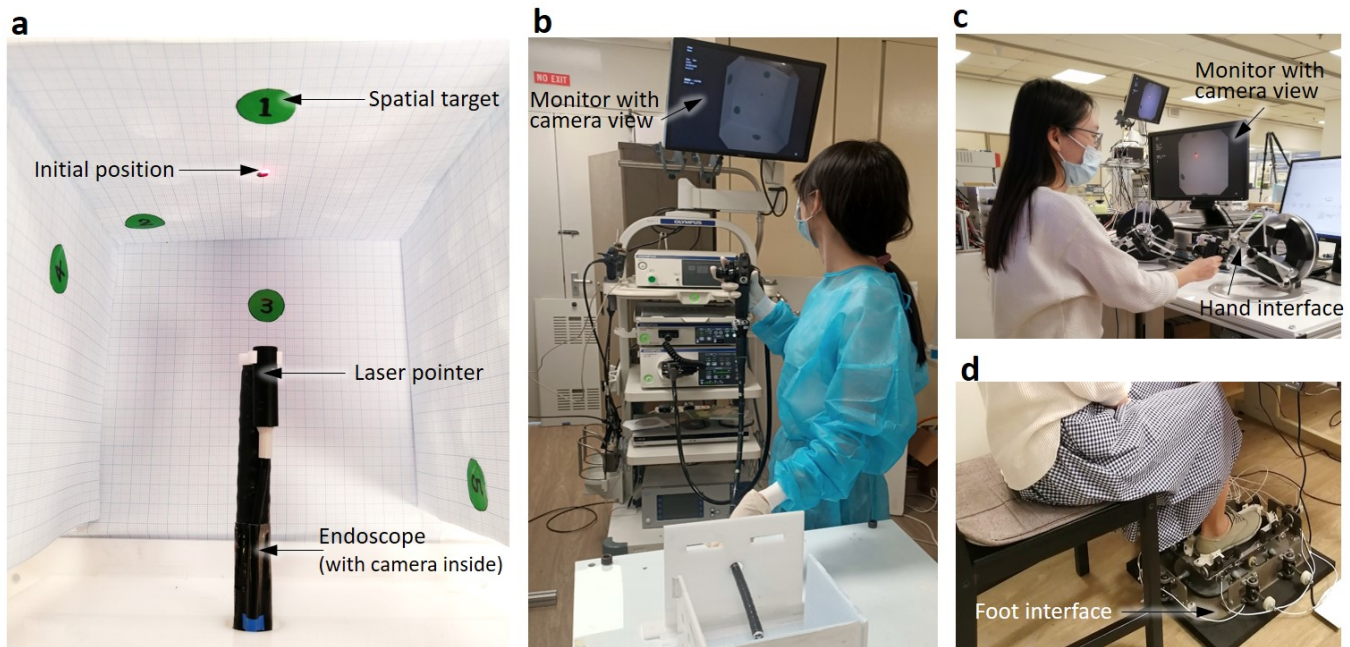 a
1
Spatial target
Initial position
2
4
3
Laser pointer
5
Endoscope
(with camera inside)
b
NO EXIT
Monitor with
camera view
OLYMPUS
c
Monitor with
camera view
Hand interface
d
Foot interface